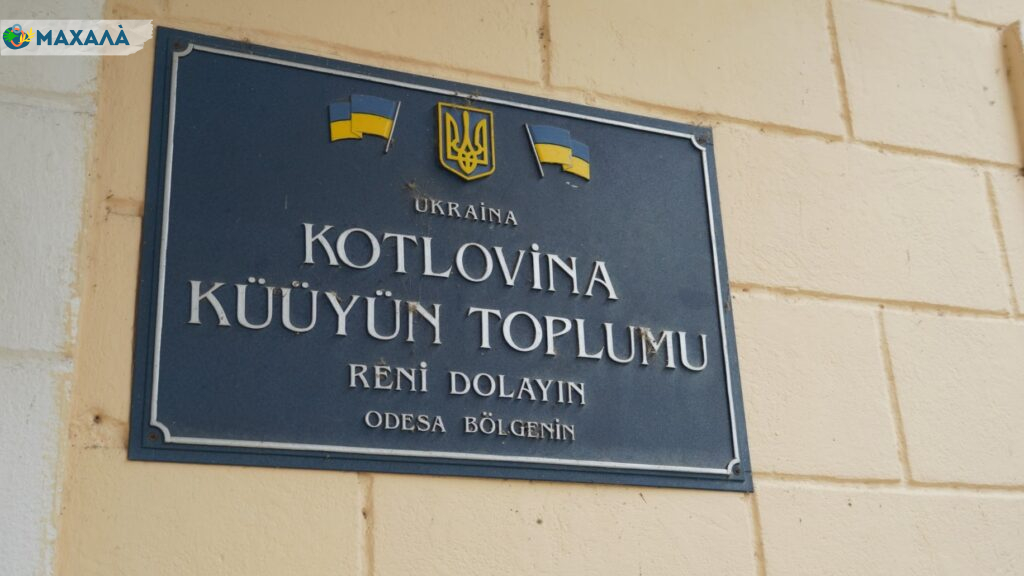 МАХАЛÀ
UKRAİNA
KOTLOVİNA
KÜÜYÜN TOPLUMU
RENİ DOLAYIN
ODESA BÖLGENİN